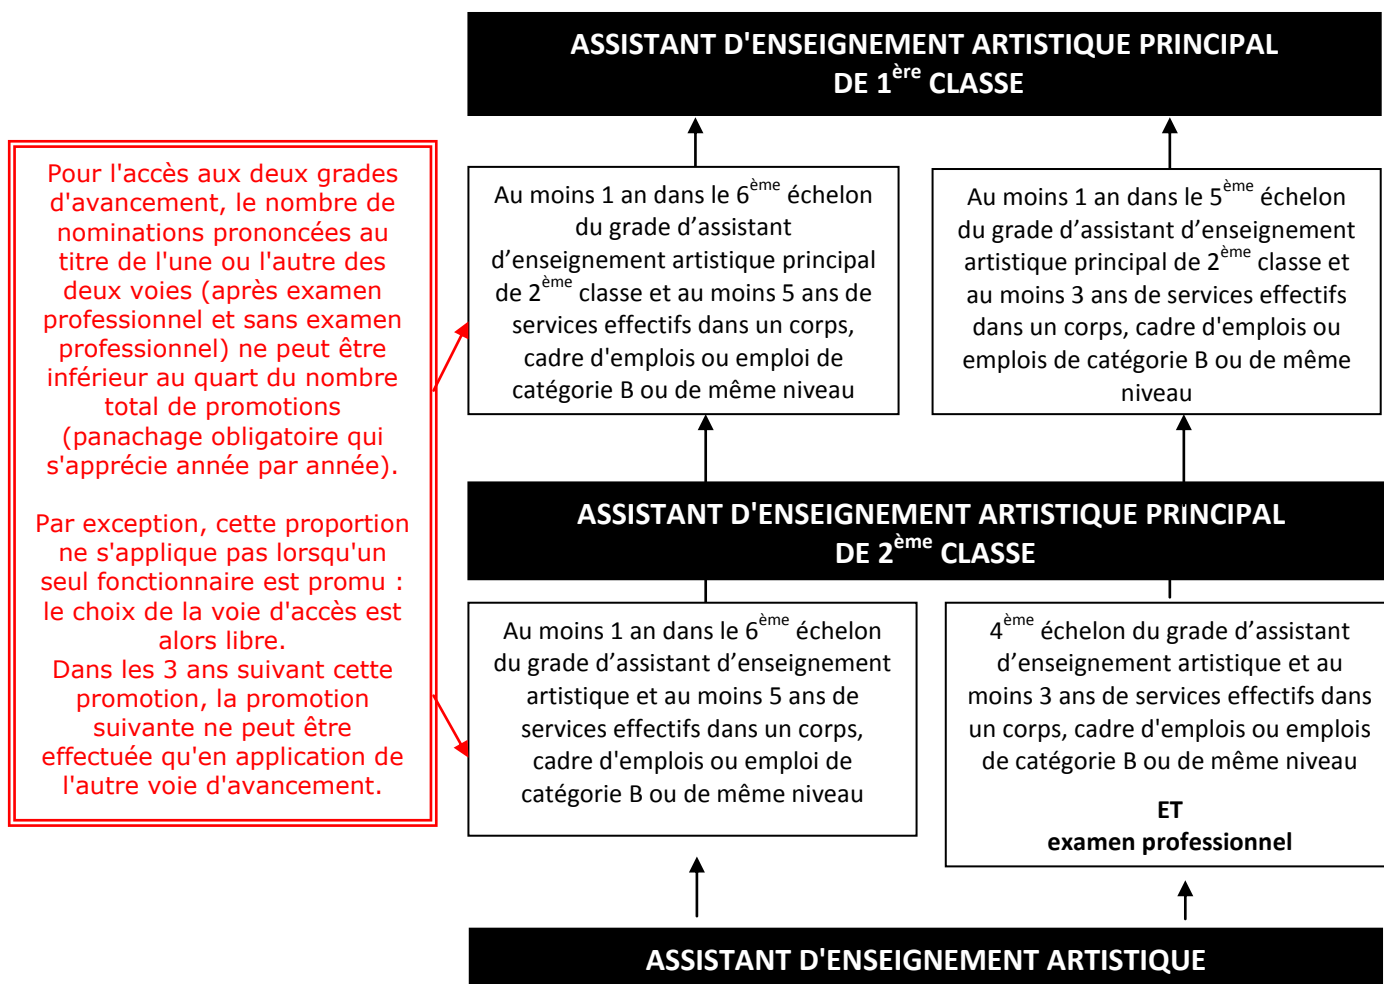 ASSISTANT D'ENSEIGNEMENT ARTISTIQUE PRINCIPAL
DE 1ère CLASSE
Pour l'accès aux deux grades
d'avancement, le nombre de
nominations prononcées au
titre de l'une ou l'autre des
deux voies (après examen
professionnel et sans examen
professionnel) ne peut être
inférieur au quart du nombre
total de promotions
(panachage obligatoire qui
s'apprécie année par année).
Par exception, cette proportion
ne s'applique pas lorsqu'un
seul fonctionnaire est promu :
le choix de la voie d'accès est
alors libre.
Dans les 3 ans suivant cette
promotion, la promotion
suivante ne peut être
effectuée qu'en application de
l'autre voie d'avancement.
Au moins 1 an dans le 6ème échelon
du grade d’assistant
d’enseignement artistique principal
de 2ème classe et au moins 5 ans de
services effectifs dans un corps,
cadre d'emplois ou emploi de
catégorie B ou de même niveau
Au moins 1 an dans le 5ème échelon
du grade d’assistant d’enseignement
artistique principal de 2ème classe et
au moins 3 ans de services effectifs
dans un corps, cadre d'emplois ou
emplois de catégorie B ou de même
niveau
ASSISTANT D'ENSEIGNEMENT ARTISTIQUE PRINCIPAL
DE 2ème CLASSE
Au moins 1 an dans le 6ème échelon
du grade d’assistant d’enseignement
artistique et au moins 5 ans de
services effectifs dans un corps,
cadre d'emplois ou emploi de
catégorie B ou de même niveau
4ème échelon du grade d’assistant
d’enseignement artistique et au
moins 3 ans de services effectifs dans
un corps, cadre d'emplois ou emplois
de catégorie B ou de même niveau
ET
examen professionnel
ASSISTANT D'ENSEIGNEMENT ARTISTIQUE